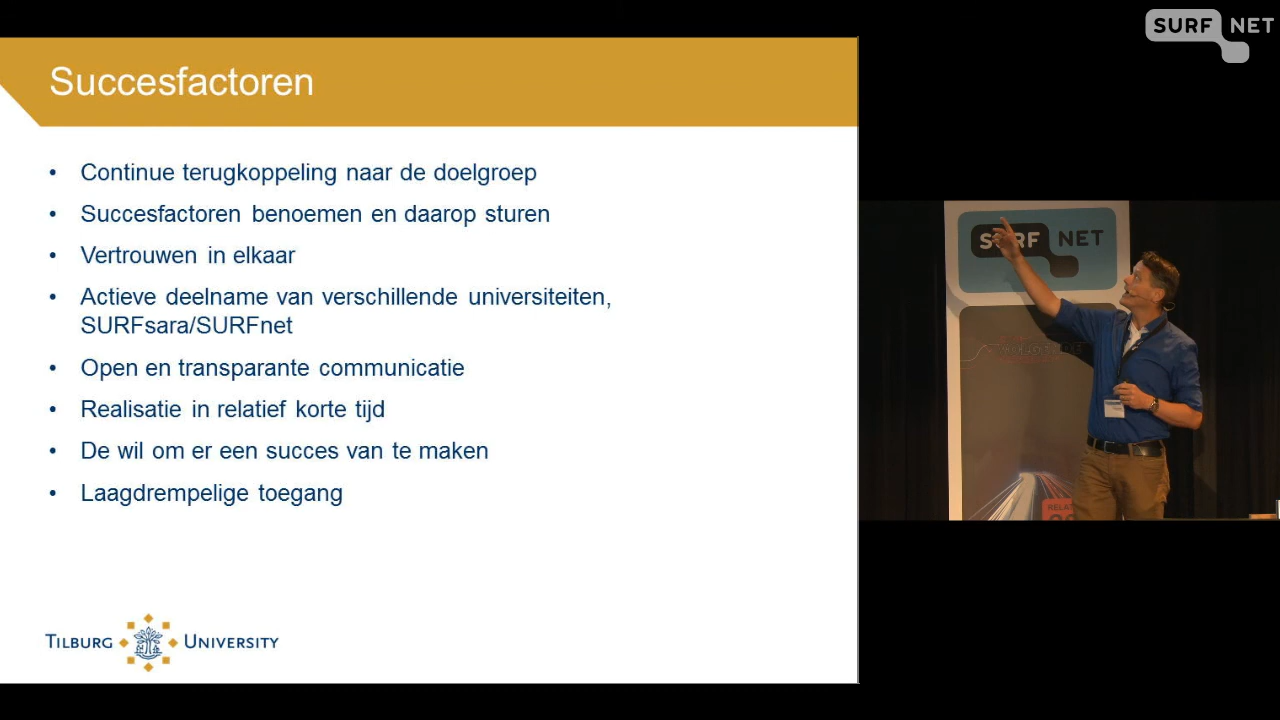 SURF NET
Succesfactoren
• Continue terugkoppeling naar de doelgroep
• Succesfactoren benoemen en daarop sturen
• Vertrouwen in elkaar
• Actieve deelname van verschillende universiteiten,
SURFsara/SURFnet
• Open en transparante communicatie
• Realisatie in relatief korte tijd
• De wil om er een succes van te maken
• Laagdrempelige toegang
TILBURG UNIVERSITY
SURF NET